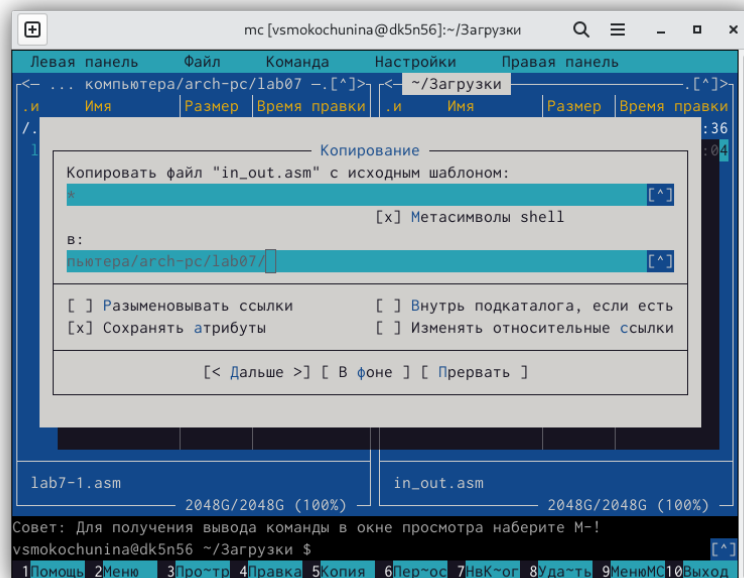 mc [vsmokochunina@dk5n56]:~/Загрузки
Левая панель Файл Команда Настройки Правая панель
<— ... компьютера/arch-pc/lab07 —.[^]> <— ~/Загрузки —.[^]>
.и Имя Размер Время правки .и Имя Размер Время правки
/. :36
:04
Копирование
Копировать файл "in_out.asm" с исходным шаблоном:
* [^]
[x] Метасимволы shell
в:
пьютера/arch-pc/lab07/ [^]
[ ] Разыменовывать ссылки [ ] Внутрь подкаталога, если есть
[x] Сохранять атрибуты [ ] Изменять относительные ссылки
[< Дальше >] [ В фоне ] [ Прервать ]
lab7-1.asm in_out.asm
2048G/2048G (100%) 2048G/2048G (100%)
Совет: Для получения вывода команды в окне просмотра наберите M-!
vsmokochunina@dk5n56 ~/Загрузки $ [^]
1Помощь 2Меню 3Про~тр 4Правка 5Копия 6Пер~ос 7НвК~ог 8Уда~ть 9МенюMC 10Выход